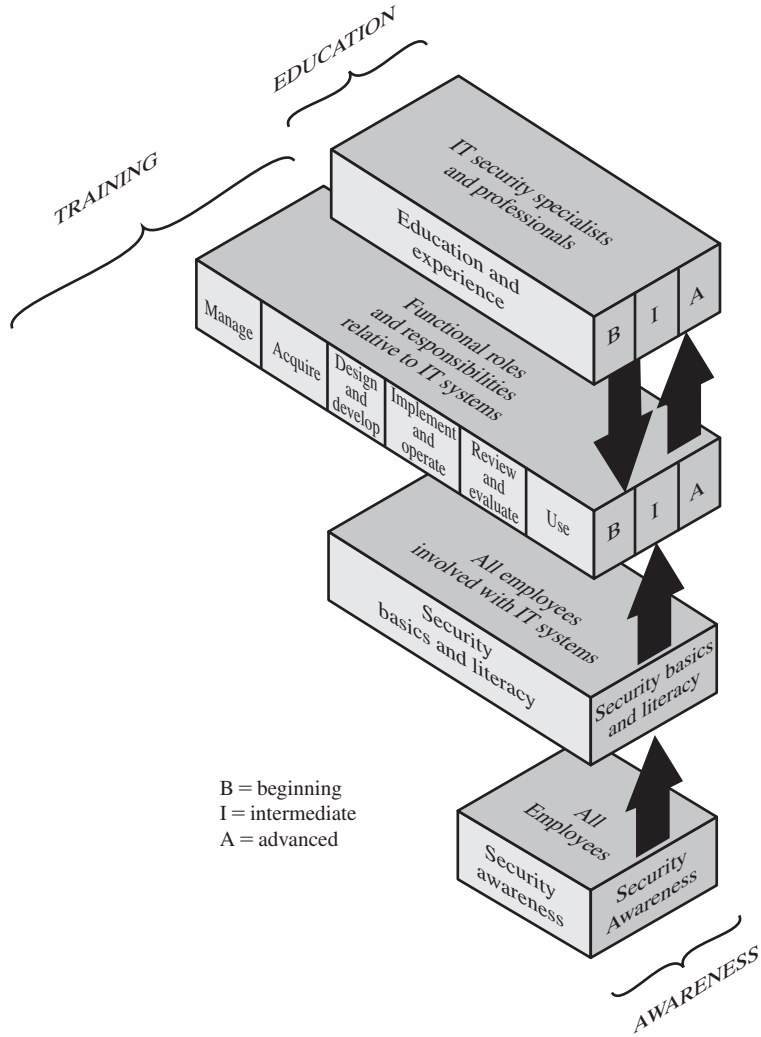 EDUCATION
TRAINING
IT security specialists
and professionals
Education and
experience
B
I
A
Functional roles
and responsibilities
relative to IT systems
Manage
Acquire
Design
and
develop
Implement
and
operate
Review
and
evaluate
Use
B
I
A
All employees
involved with IT systems
Security
basics and literacy
Security basics
and literacy
B = beginning
I = intermediate
A = advanced
All
Employees
Security
awareness
Security
Awareness
AWARENESS